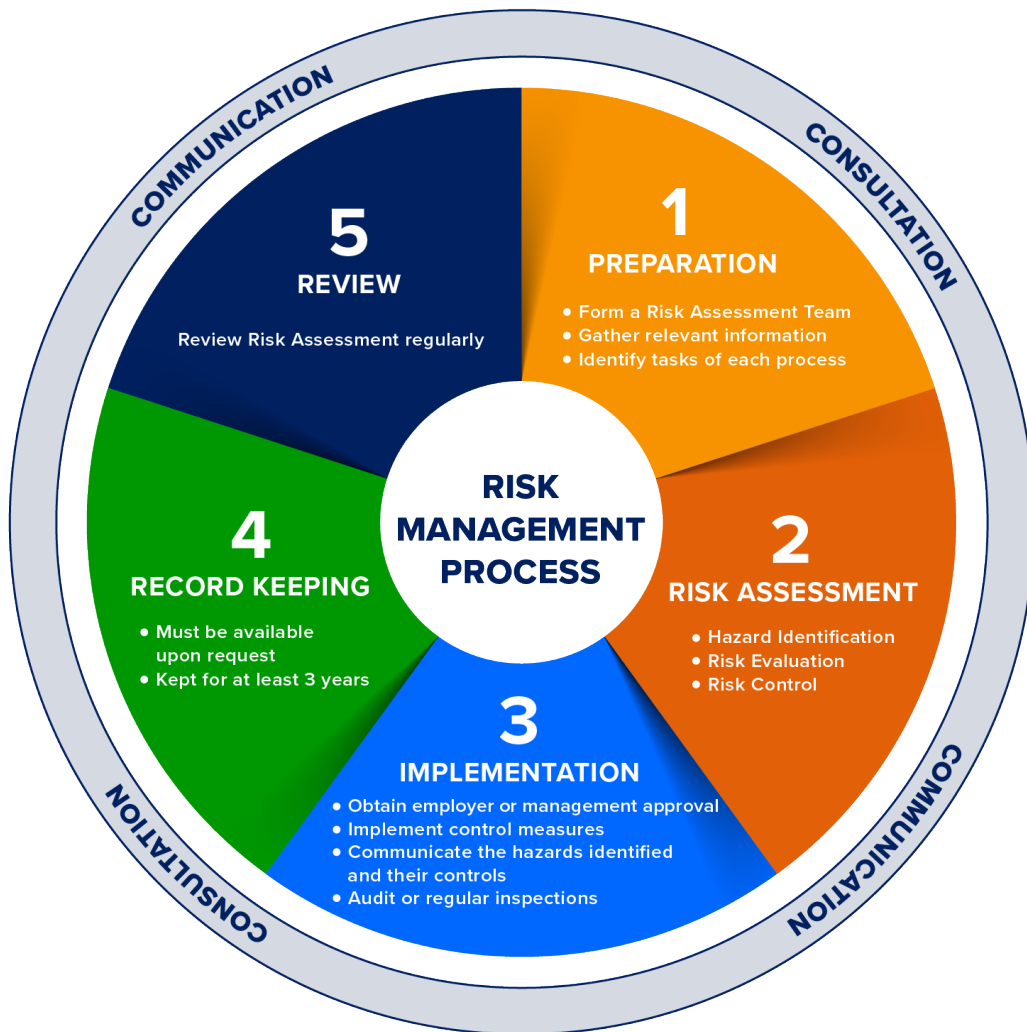 COMMUNICATION
CONSULTATION
1
PREPARATION
• Form a Risk Assessment Team
• Gather relevant information
• Identify tasks of each process
2
RISK ASSESSMENT
• Hazard Identification
• Risk Evaluation
• Risk Control
3
IMPLEMENTATION
• Obtain employer or management approval
• Implement control measures
• Communicate the hazards identified
and their controls
• Audit or regular inspections
4
RECORD KEEPING
• Must be available
upon request
• Kept for at least 3 years
5
REVIEW
Review Risk Assessment regularly
RISK
MANAGEMENT
PROCESS
COMMUNICATION
CONSULTATION